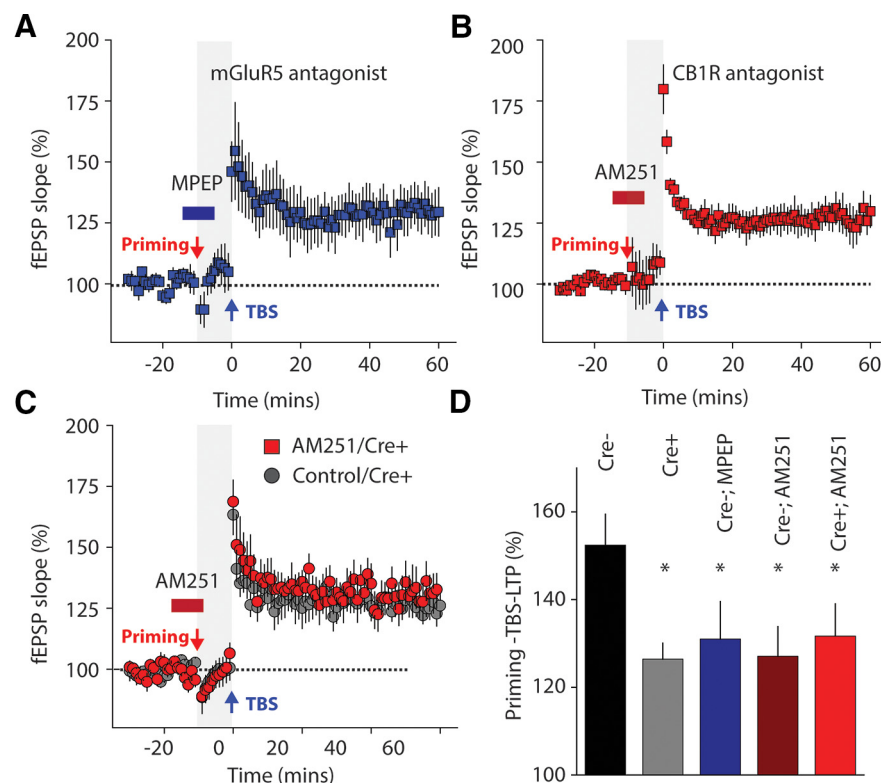 A
200
175
150
125
100
fEPSP slope (%)
mGluR5 antagonist
MPEP
Priming
TBS
-20 0 20 40 60
Time (mins)
B
200
175
150
125
100
fEPSP slope (%)
CB1R antagonist
AM251
Priming
TBS
-20 0 20 40 60
Time (mins)
C
200
175
150
125
100
fEPSP slope (%)
AM251/Cre+
Control/Cre+
AM251
Priming
TBS
-20 0 20 40 60
Time (mins)
D
Cre-
Cre+
Cre-; MPEP
Cre-; AM251
Cre+; AM251
* * * *
160
140
120
100
Priming -TBS-LTP (%)